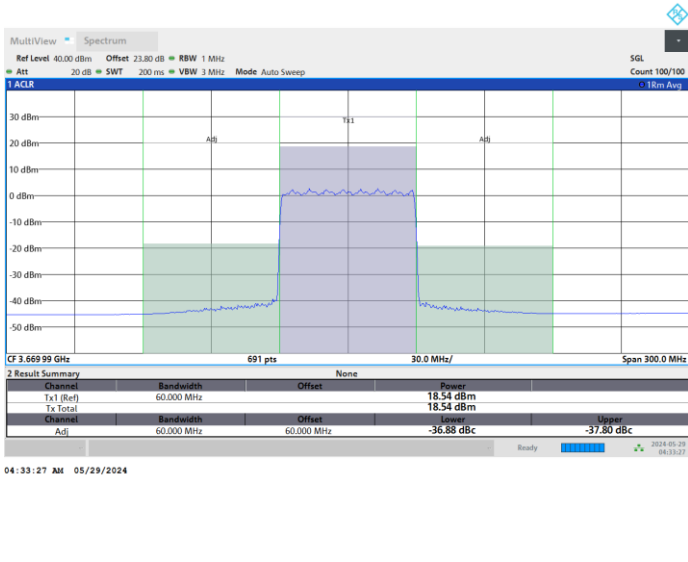 MultiView Spectrum
Ref Level 40.00 dBm Offset 23.80 dB RBW 1 MHz SGL
Att 20 dB SWT 200 ms VBW 3 MHz Mode Auto Sweep Count 100/100
1 ACLR 1Rm Avg
30 dBm
Tx1
20 dBm
Adj Adj
10 dBm
0 dBm
-10 dBm
-20 dBm
-30 dBm
-40 dBm
-50 dBm
CF 3.669 99 GHz 691 pts 30.0 MHz/ Span 300.0 MHz
2 Result Summary None
Channel Bandwidth Offset Power
Tx1 (Ref) 60.000 MHz 18.54 dBm
Tx Total 18.54 dBm
Channel Bandwidth Offset Lower Upper
Adj 60.000 MHz 60.000 MHz -36.88 dBc -37.80 dBc
Ready 2024-05-29
04:33:27
04:33:27 AM 05/29/2024